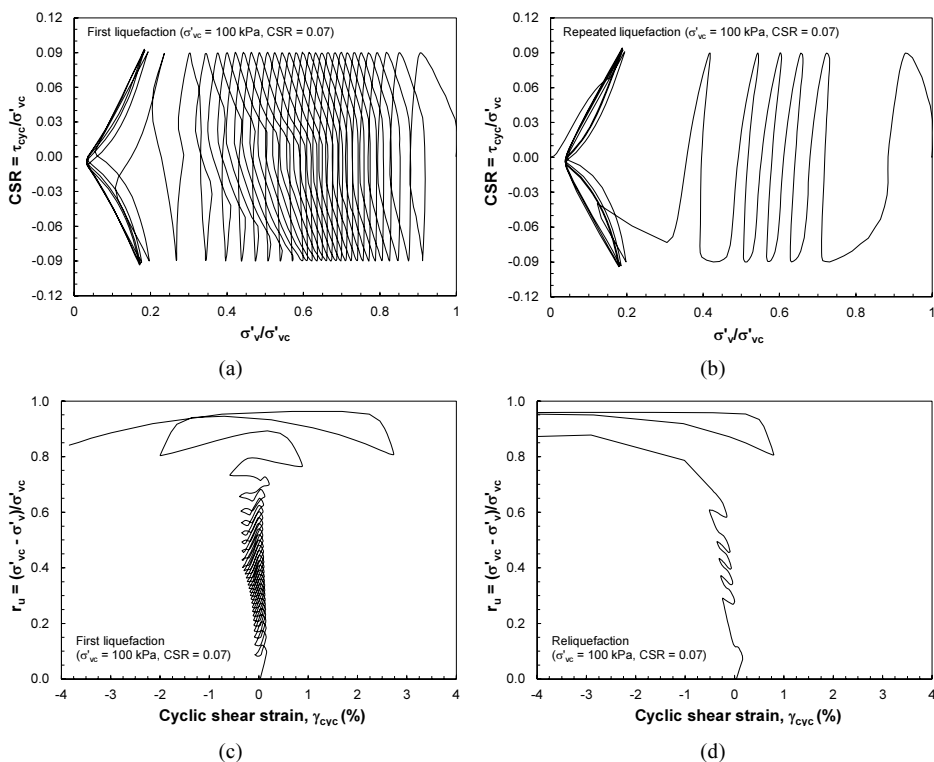 First liquefaction (σ'vc = 100 kPa, CSR = 0.07)
CSR = τcyc/σ'vc
0.12
0.09
0.06
0.03
0.00
-0.03
-0.06
-0.09
-0.12
0 0.2 0.4 0.6 0.8 1
σ'v/σ'vc
(a)
Repeated liquefaction (σ'vc = 100 kPa, CSR = 0.07)
CSR = τcyc/σ'vc
0.12
0.09
0.06
0.03
0.00
-0.03
-0.06
-0.09
-0.12
0 0.2 0.4 0.6 0.8 1
σ'v/σ'vc
(b)
ru = (σ'vc - σ'v)/σ'vc
1.0
0.8
0.6
0.4
0.2
0.0
First liquefaction
(σ'vc = 100 kPa, CSR = 0.07)
-4 -3 -2 -1 0 1 2 3 4
Cyclic shear strain, γcyc (%)
(c)
ru = (σ'vc - σ'v)/σ'vc
1.0
0.8
0.6
0.4
0.2
0.0
Reliquefaction
(σ'vc = 100 kPa, CSR = 0.07)
-4 -3 -2 -1 0 1 2 3 4
Cyclic shear strain, γcyc (%)
(d)